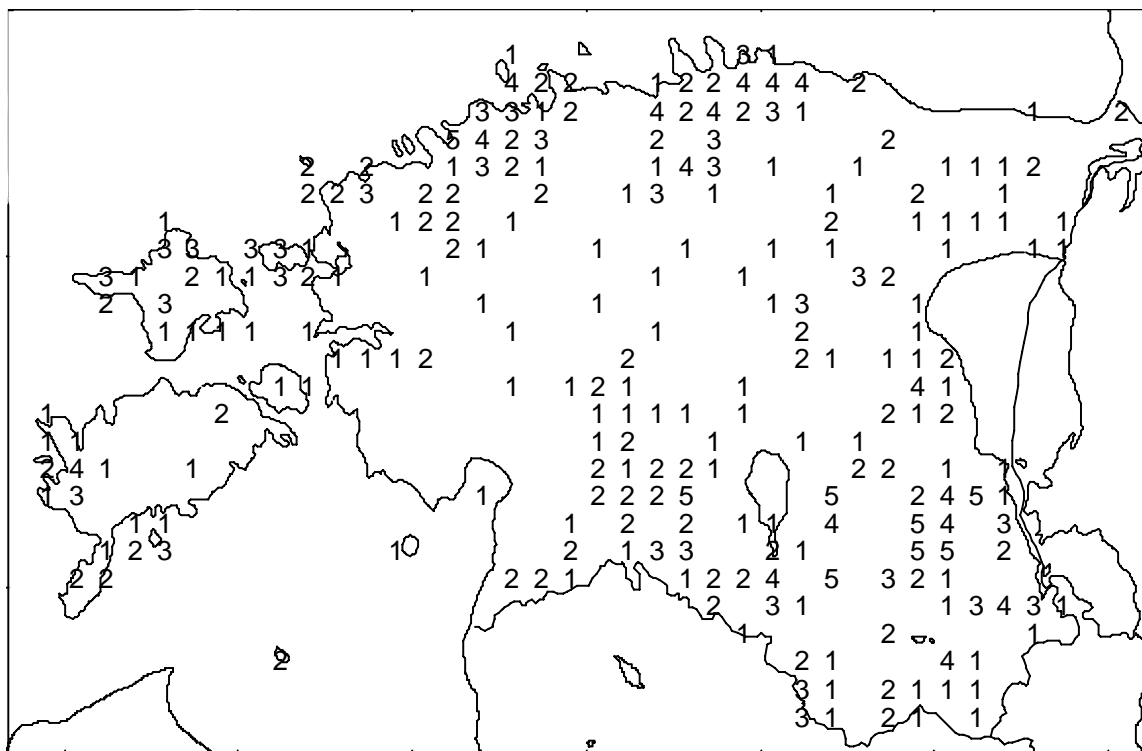 1 3 1
4 2 2 1 2 2 4 4 4 2
3 3 1 2 4 2 4 2 3 1 1 2
5 4 2 3 2 3 2
2 2 1 3 2 1 1 4 3 1 1 1 1 1 2
2 2 3 2 2 2 1 3 1 1 2 1
1 1 2 2 1 2 1 1 1 1 1
3 3 3 3 1 2 1 1 1 1 1 1 1 1
3 1 2 1 1 3 2 1 1 1 1 3 2
2 3 1 1 1 3 1
1 1 1 1 1 1 1 2 1
1 1 1 2 2 2 1 1 1 2
1 1 1 1 2 1 1 4 1
1 2 1 1 1 1 1 2 1 2
1 1 1 2 1 1 1
2 4 1 1 2 1 2 2 1 2 2 1 1
1 3 1 2 2 2 5 5 2 4 5 1
1 1 1 2 2 1 1 4 5 4 3
1 2 3 1 2 1 3 3 2 1 5 5 2
2 2 2 2 1 1 2 2 4 5 3 2 1
2 3 1 1 3 4 3 1
1 2 1
2 2 1 4 1
3 1 2 1 1 1
3 1 2 1 1